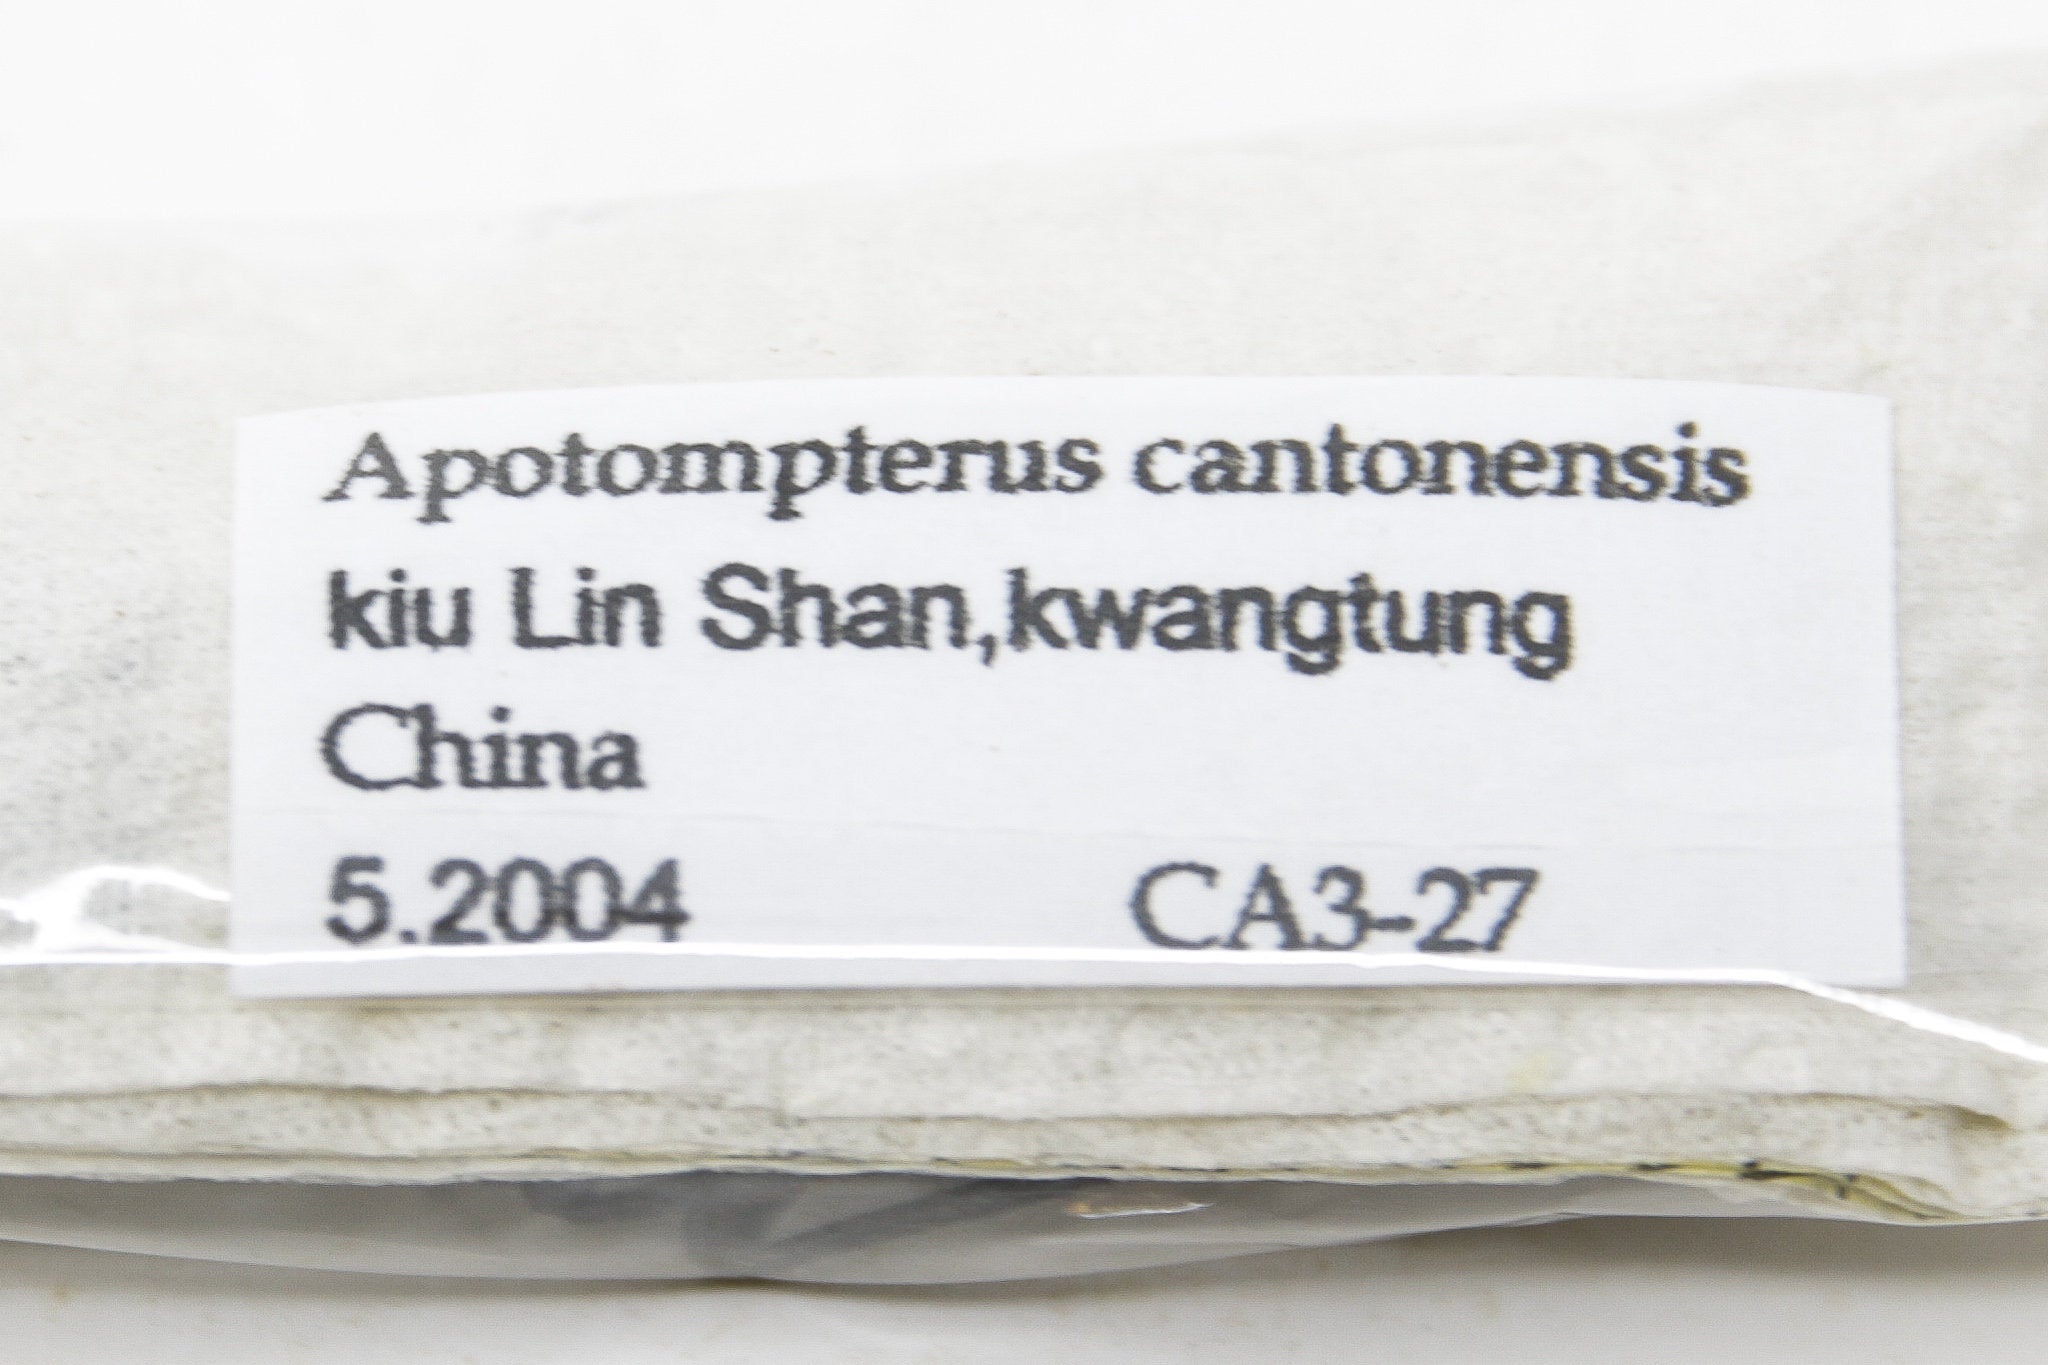 Apotompterus cantonensis
kiu Lin Shan,kwangtung
China
5.2004 CA3-27